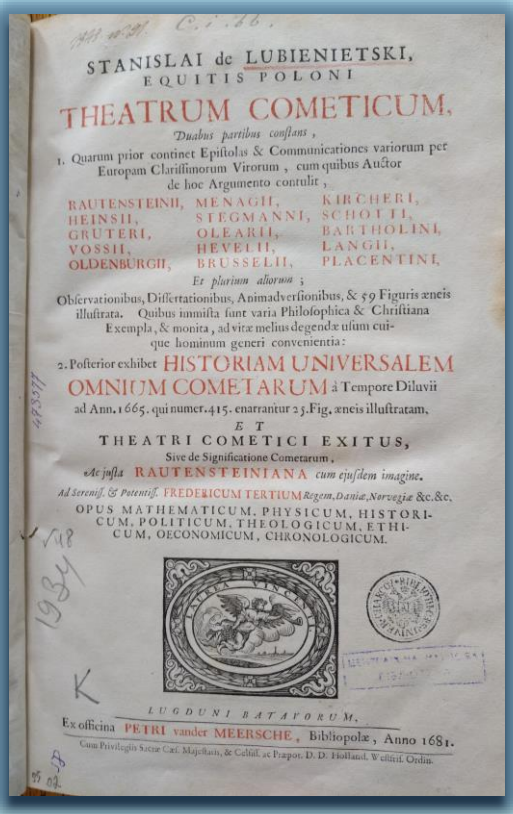 C. i. 66.
STANISLAI de LUBIENIETSKI,
EQUITIS POLONI
THEATRUM COMETICUM,
Duabus partibus conſtans,
1. Quarum prior continet Epiſtolas & Communicationes variorum per
Europam Clariſſimorum Virorum, cum quibus Auctor
de hoc Argumento contulit,
RAUTENSTEINII, MENAGII, KIRCHERI,
HEINSII, STEGMANNI, SCHOTTI,
GRUTERI, OLEARII, BARTHOLINI,
VOSSII, HEVELII, LANGII,
OLDENBURGII, BRUSSELII, PLACENTINI,
Et plurium aliorum;
Obſervationibus, Diſſertationibus, Animadverſionibus, & 59 Figuris æneis
illuſtrata. Quibus immiſta ſunt varia Philoſophica & Chriſtiana
Exempla, & monita, ad vitæ melius degendæ uſum cui-
que hominum generi convenientia:
2. Poſterior exhibet HISTORIAM UNIVERSALEM
OMNIUM COMETARUM à Tempore Diluvii
ad Ann. 1665. qui numer. 415. enarrantur 25. Fig. æneis illuſtratam.
ET
THEATRI COMETICI EXITUS,
Sive de Significatione Cometarum,
Ac juſta RAUTENSTEINIANA cum ejuſdem imagine.
Ad Sereniſſ. & Potentiſſ. FREDERICUM TERTIUM Regem, Daniæ, Norvegiæ &c. &c.
OPUS MATHEMATICUM, PHYSICUM, HISTORI-
CUM, POLITICUM, THEOLOGICUM, ETHI-
CUM, OECONOMICUM, CHRONOLOGICUM.
473577
1934
K
LUGDUNI BATAVORUM,
Ex officina PETRI vander MEERSCHE, Bibliopolæ, Anno 1681.
Cum Privilegiis Sacræ Cæſ. Majeſtatis, & Celſiſſ. ac Præpot. D. D. Holland. Weſtfriſ. Ordin.